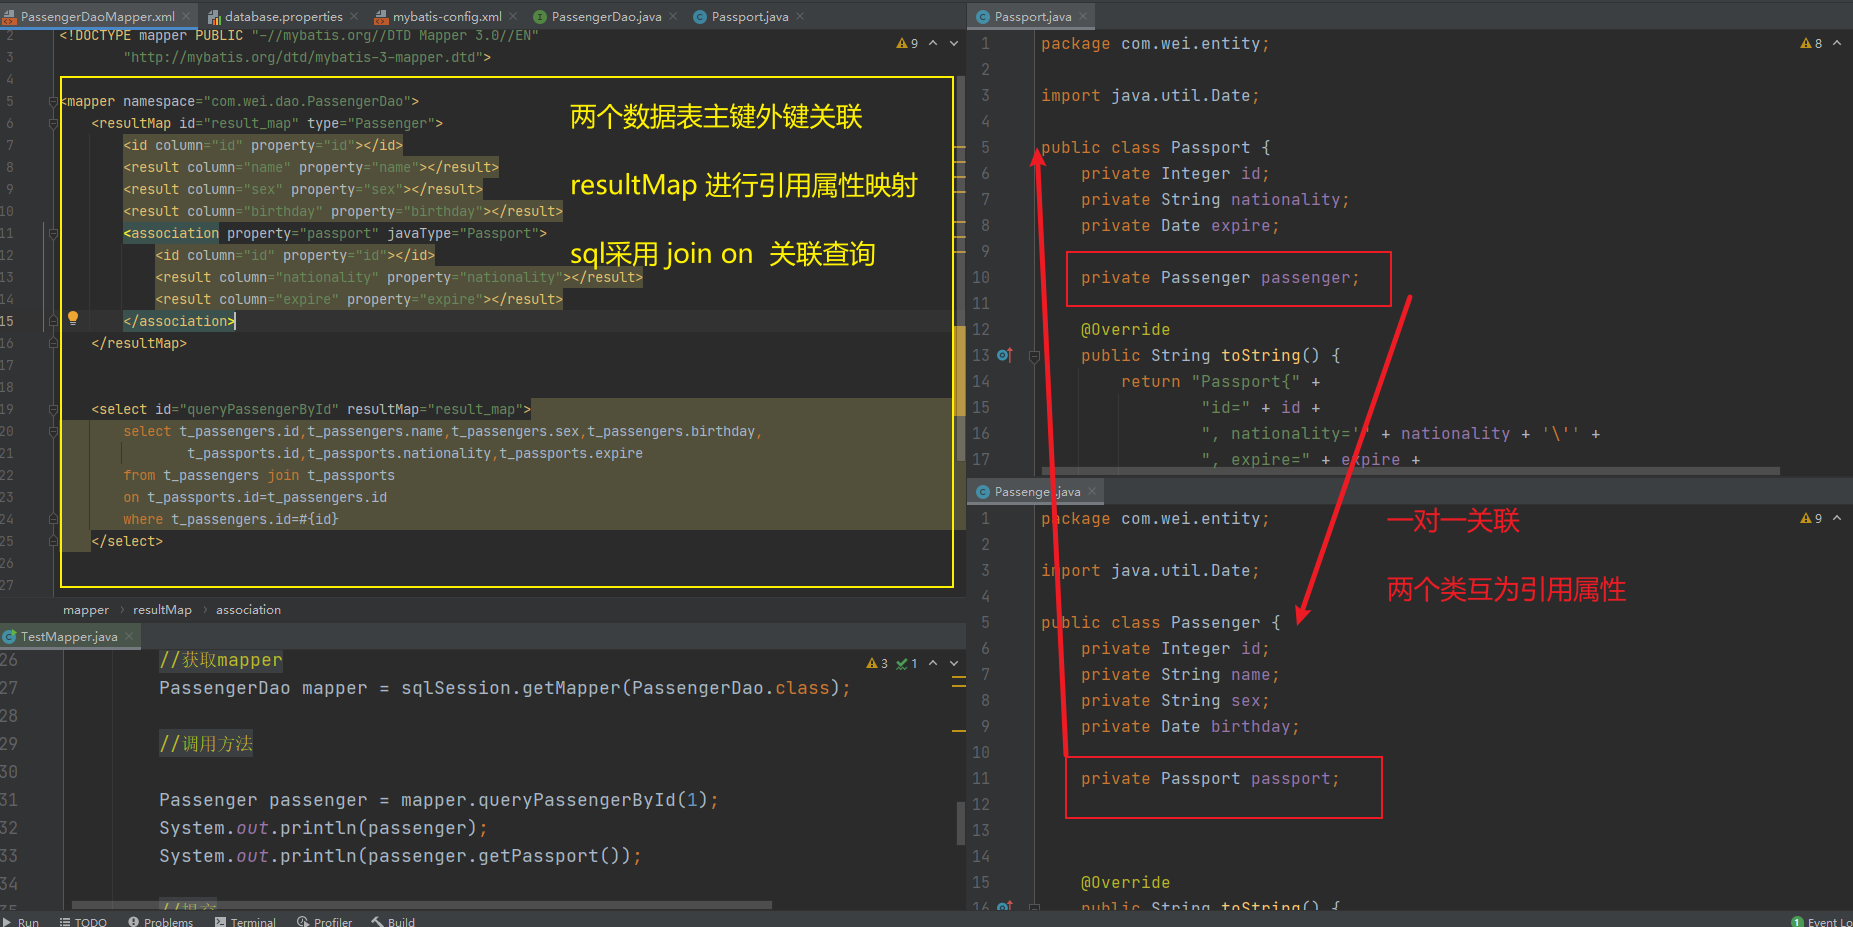 PassengerDaoMapper.xml
database.properties
mybatis-config.xml
PassengerDao.java
Passport.java
9
2 <!DOCTYPE mapper PUBLIC "-//mybatis.org//DTD Mapper 3.0//EN"
3 "http://mybatis.org/dtd/mybatis-3-mapper.dtd">
4
5 <mapper namespace="com.wei.dao.PassengerDao">
6 <resultMap id="result_map" type="Passenger">
7 <id column="id" property="id"></id>
8 <result column="name" property="name"></result>
9 <result column="sex" property="sex"></result>
10 <result column="birthday" property="birthday"></result>
11 <association property="passport" javaType="Passport">
12 <id column="id" property="id"></id>
13 <result column="nationality" property="nationality"></result>
14 <result column="expire" property="expire"></result>
15 </association>
16 </resultMap>
17
18
19 <select id="queryPassengerById" resultMap="result_map">
20 select t_passengers.id,t_passengers.name,t_passengers.sex,t_passengers.birthday,
21 t_passports.id,t_passports.nationality,t_passports.expire
22 from t_passengers join t_passports
23 on t_passports.id=t_passengers.id
24 where t_passengers.id=#{id}
25 </select>
26
27
两个数据表主键外键关联
resultMap 进行引用属性映射
sql采用 join on 关联查询
mapper > resultMap > association
TestMapper.java
3 1
26 //获取mapper
27 PassengerDao mapper = sqlSession.getMapper(PassengerDao.class);
28
29 //调用方法
30
31 Passenger passenger = mapper.queryPassengerById(1);
32 System.out.println(passenger);
33 System.out.println(passenger.getPassport());
34
Passport.java
8
1 package com.wei.entity;
2
3 import java.util.Date;
4
5 public class Passport {
6 private Integer id;
7 private String nationality;
8 private Date expire;
9
10 private Passenger passenger;
11
12 @Override
13 public String toString() {
14 return "Passport{" +
15 "id=" + id +
16 ", nationality='" + nationality + '\'' +
17 ", expire=" + expire +
Passenger.java
9
1 package com.wei.entity;
2
3 import java.util.Date;
4
5 public class Passenger {
6 private Integer id;
7 private String name;
8 private String sex;
9 private Date birthday;
10
11 private Passport passport;
12
13
14
15 @Override
16 public String toString() {
一对一关联
两个类互为引用属性
Run
TODO
Problems
Terminal
Profiler
Build
1 Event Lo